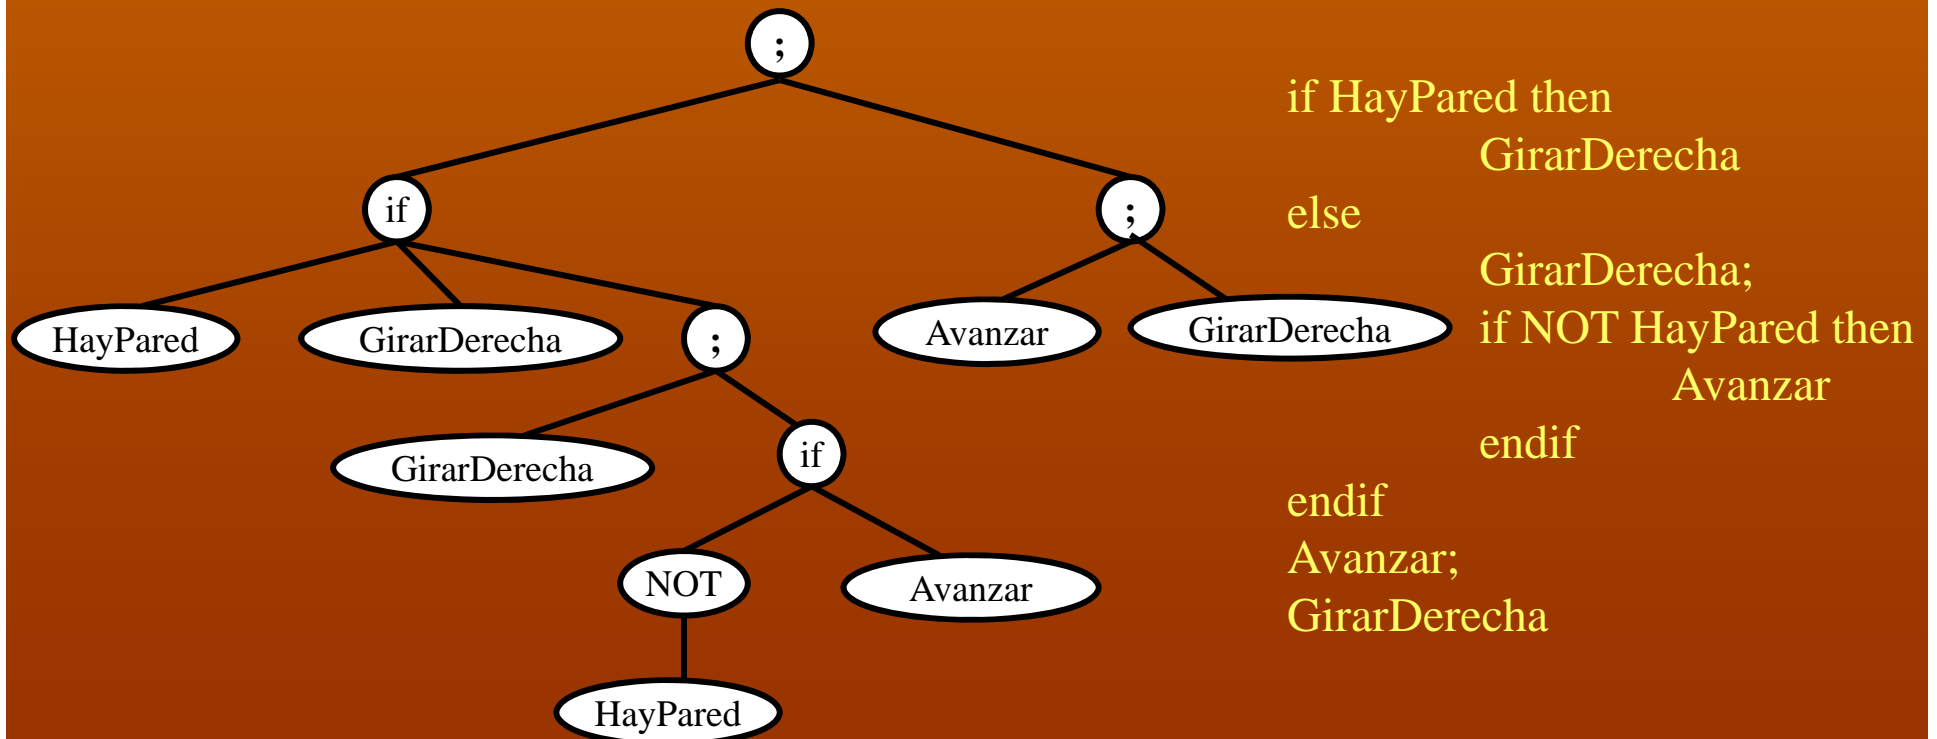 ;
if
;
HayPared
GirarDerecha
;
Avanzar
GirarDerecha
GirarDerecha
if
NOT
Avanzar
HayPared
if HayPared then
GirarDerecha
else
GirarDerecha;
if NOT HayPared then
Avanzar
endif
endif
Avanzar;
GirarDerecha